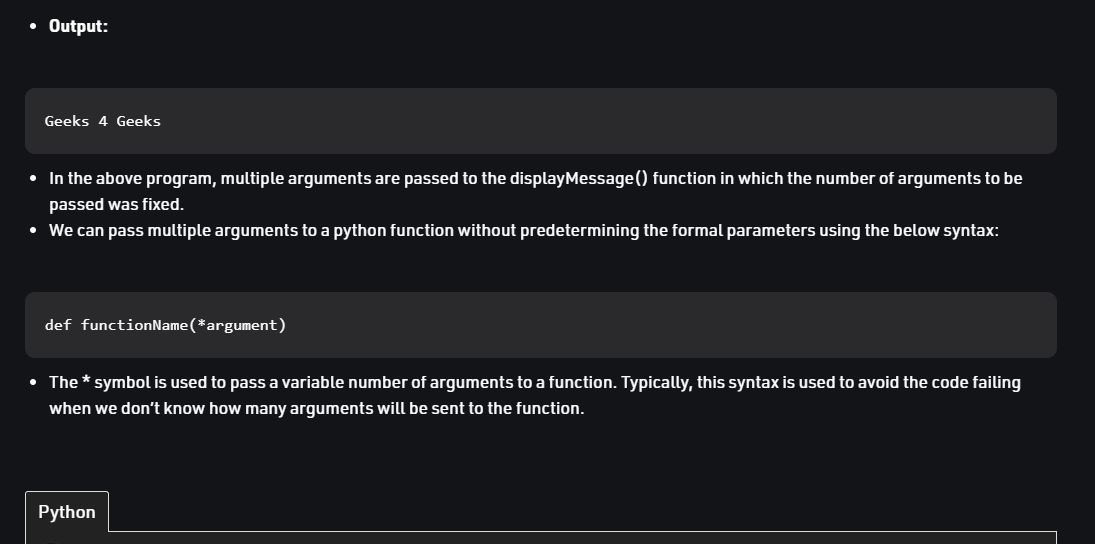 • Output:
Geeks 4 Geeks
• In the above program, multiple arguments are passed to the displayMessage() function in which the number of arguments to be
passed was fixed.
• We can pass multiple arguments to a python function without predetermining the formal parameters using the below syntax:
def functionName(*argument)
• The * symbol is used to pass a variable number of arguments to a function. Typically, this syntax is used to avoid the code failing
when we don’t know how many arguments will be sent to the function.
Python